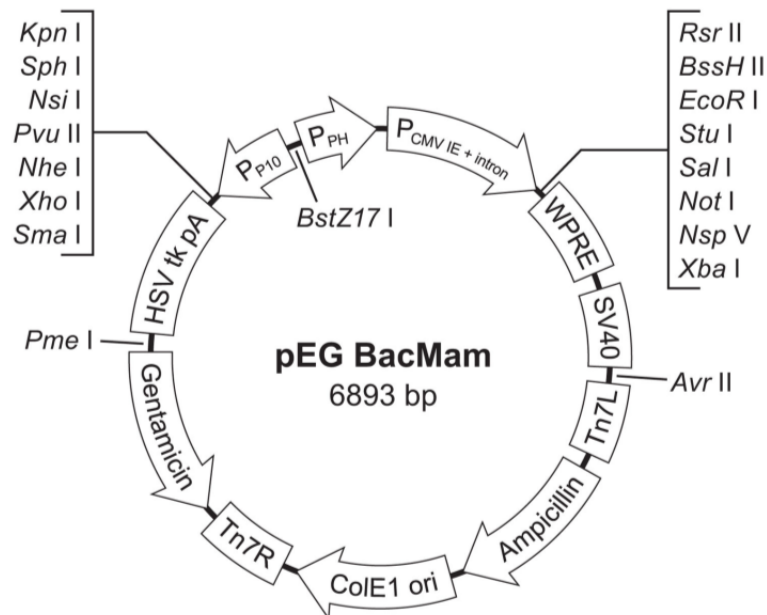 Kpn I
Sph I
Nsi I
Pvu II
Nhe I
Xho I
Sma I
Rsr II
BssH II
EcoR I
Stu I
Sal I
Not I
Nsp V
Xba I
P P10
P PH
P CMV IE + intron
BstZ17 I
WPRE
SV40
HSV tk pA
Pme I
pEG BacMam
6893 bp
Avr II
Tn7L
Gentamicin
Ampicillin
Tn7R
ColE1 ori